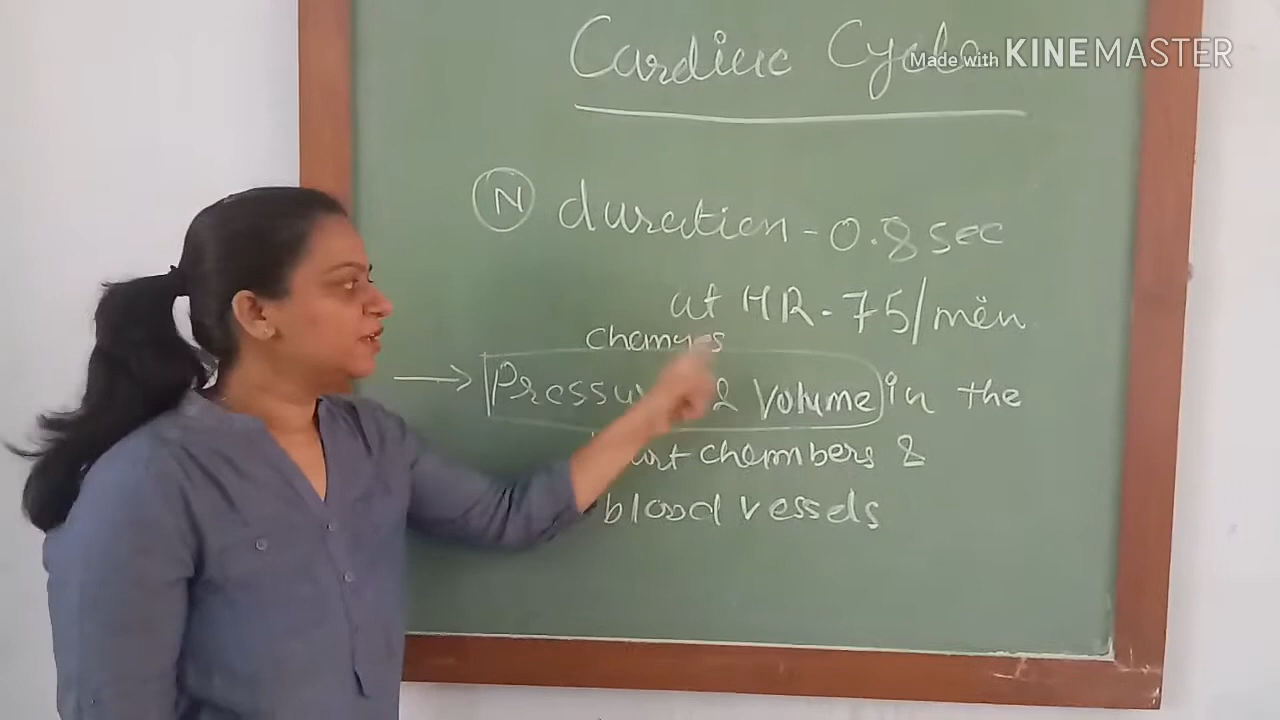 Cardiac Cycle
Made with KINEMASTER
N duration - 0.8 sec
at HR - 75/min
changes
Pressure & Volume in the
chambers &
blood vessels